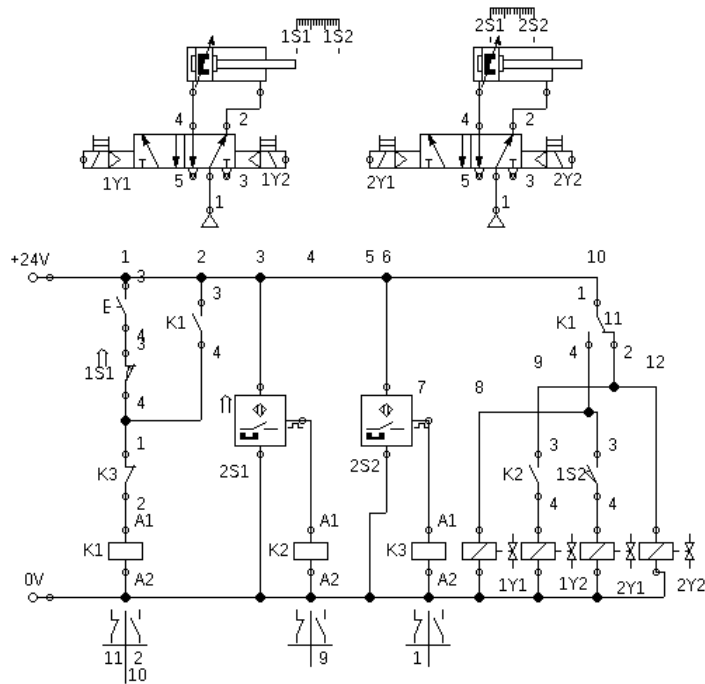 1S1 1S2 2S1 2S2
4 2 4 2
1Y1 5 3 1Y2 2Y1 5 3 2Y2
1 1
+24V 1 2 3 4 5 6 10
3 3 1
E K1 K1 11
4 4 4 2
3 9 12
1S1 7 8
4
1 2S1 2S2 3 3
K3 K2 1S2
2 4 4
A1 A1 A1
K1 K2 K3
A2 A2 A2 1Y1 1Y2 2Y1 2Y2
0V
11 2 9 1
10